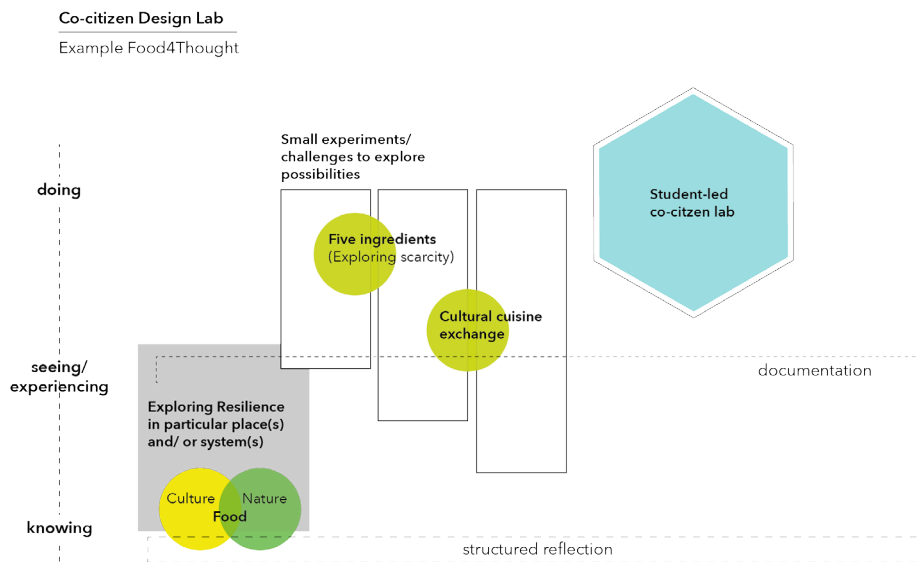 Co-citizen Design Lab
Example Food4Thought
Small experiments/
challenges to explore
possibilities
doing
Student-led
co-citzen lab
Five ingredients
(Exploring scarcity)
Cultural cuisine
exchange
seeing/
experiencing
documentation
Exploring Resilience
in particular place(s)
and/ or system(s)
Culture
Nature
Food
knowing
structured reflection